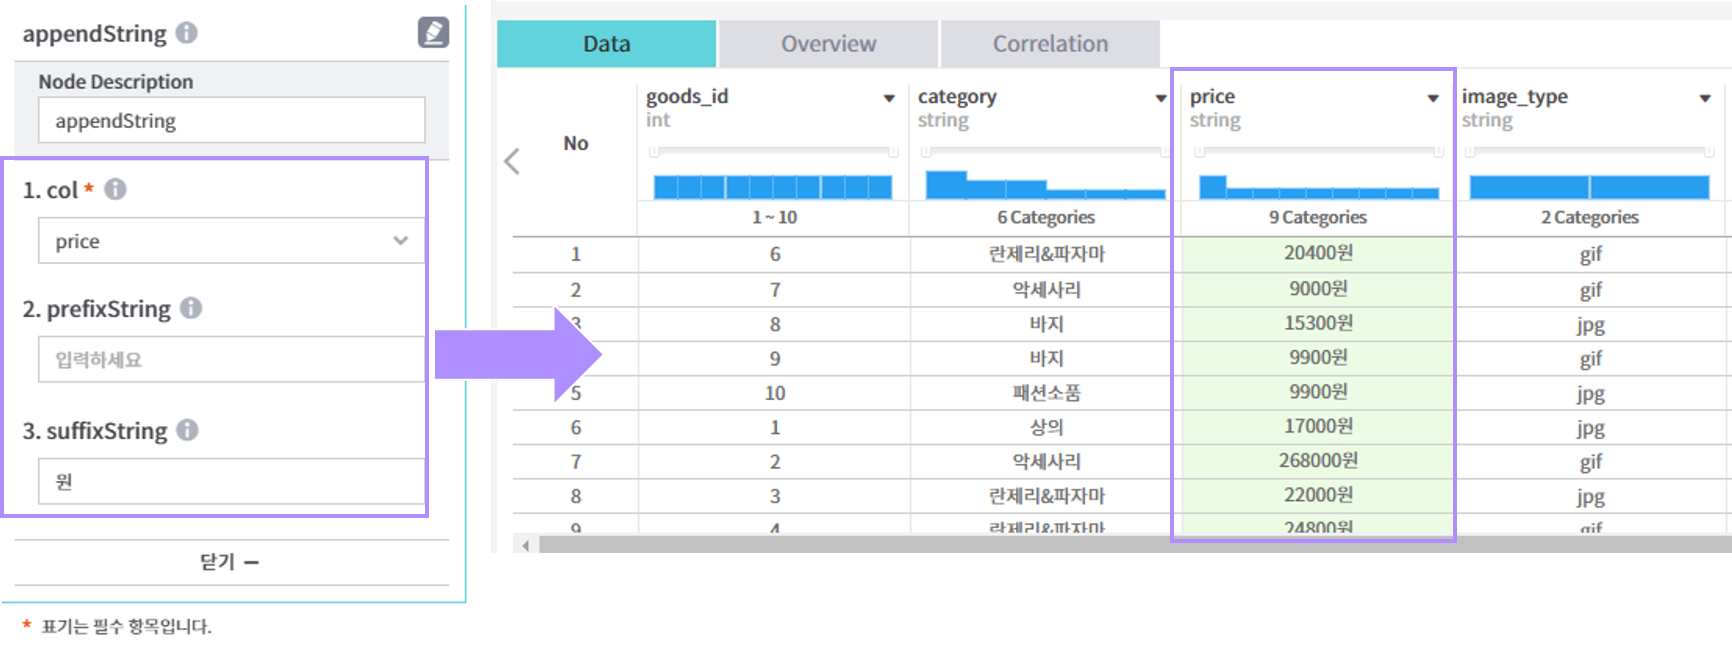 appendString
Node Description
appendString
1. col *
price
2. prefixString
입력하세요
3. suffixString
원
닫기
* 표기는 필수 항목입니다.
Data Overview Correlation
No goods_id category price image_type
int string string string
1 ~ 10 6 Categories 9 Categories 2 Categories
1 6 란제리&파자마 20400원 gif
2 7 악세사리 9000원 gif
3 8 바지 15300원 jpg
9 바지 9900원 gif
5 10 패션소품 9900원 jpg
6 1 상의 17000원 jpg
7 2 악세사리 268000원 gif
8 3 란제리&파자마 22000원 jpg
9 4 란제리&파자마 24800원 gif